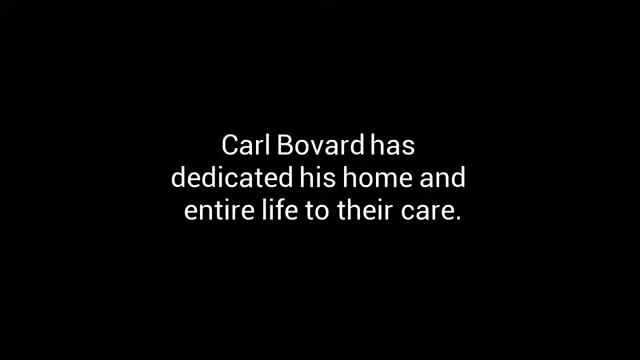 Carl Bovard has
dedicated his home and
entire life to their care.